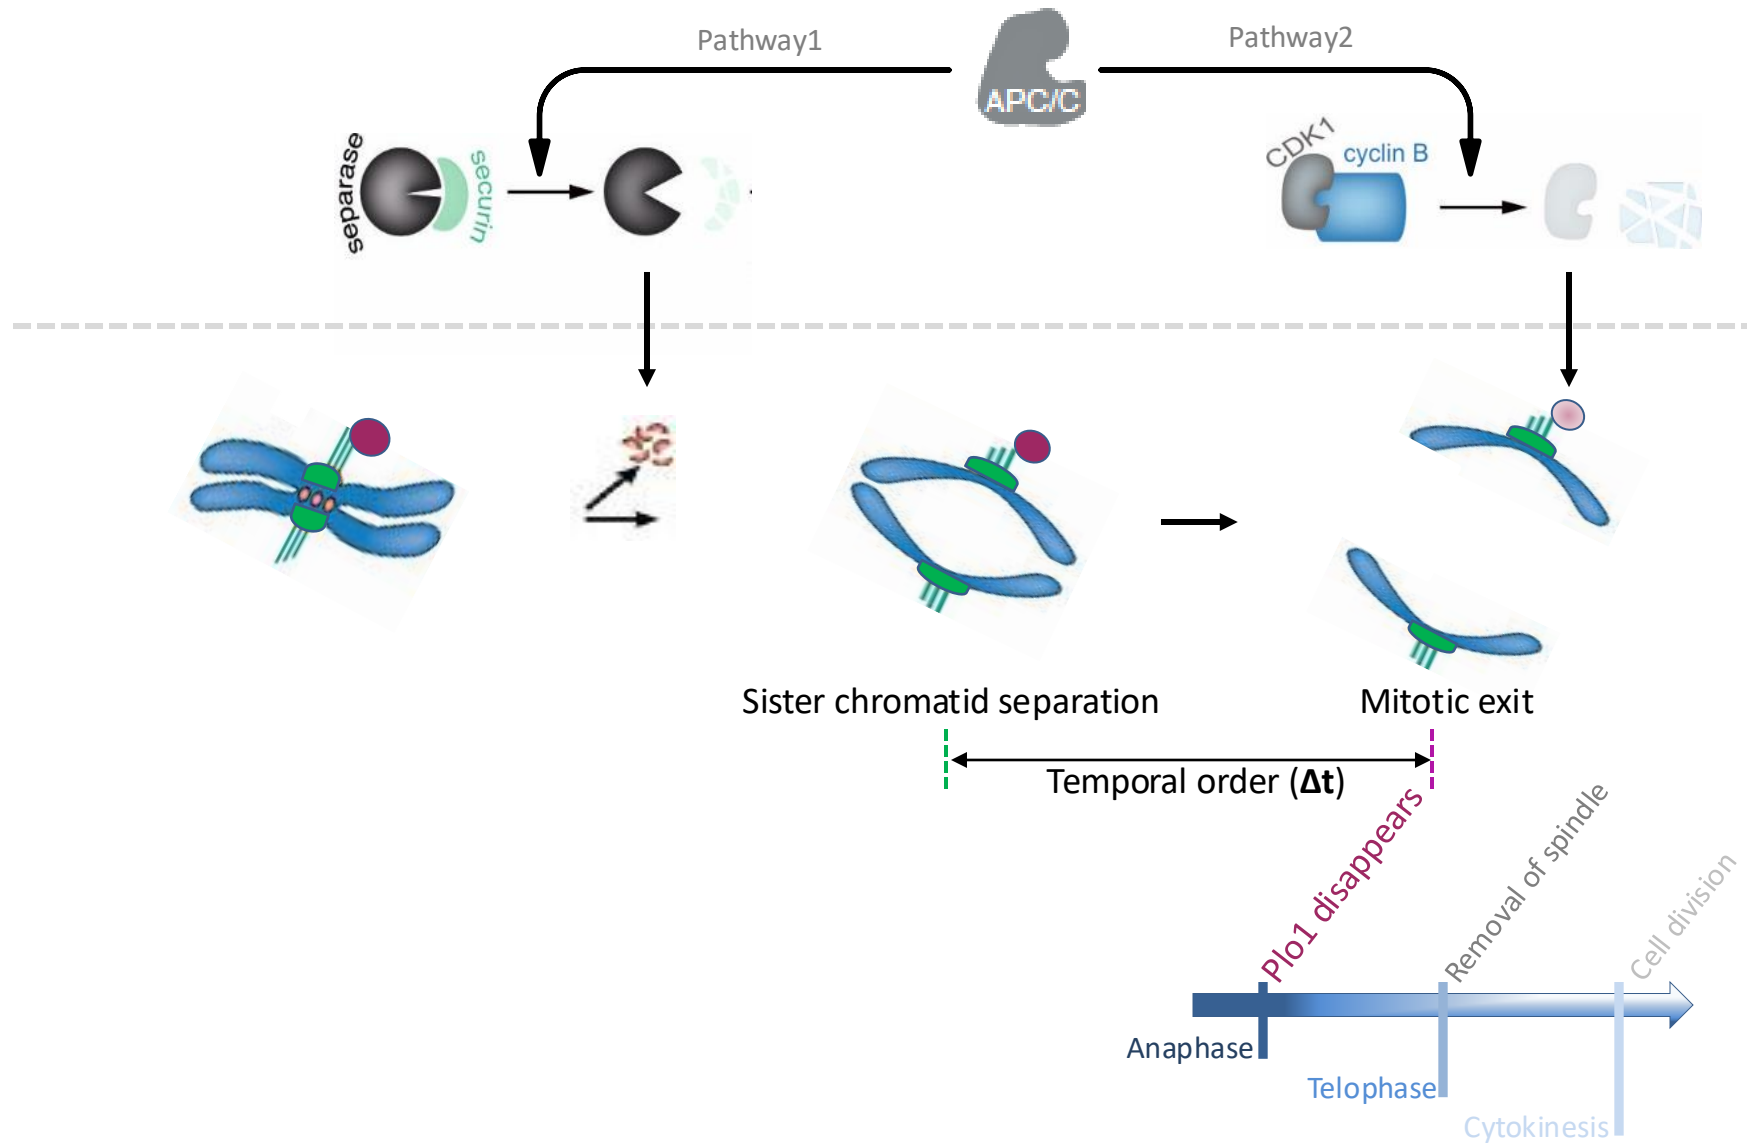 Pathway1
Pathway2
APC/C
separase
securin
CDK1
cyclin B
Sister chromatid separation
Mitotic exit
Temporal order (Δt)
Plo1 disappears
Removal of spindle
Cell division
Anaphase
Telophase
Cytokinesis